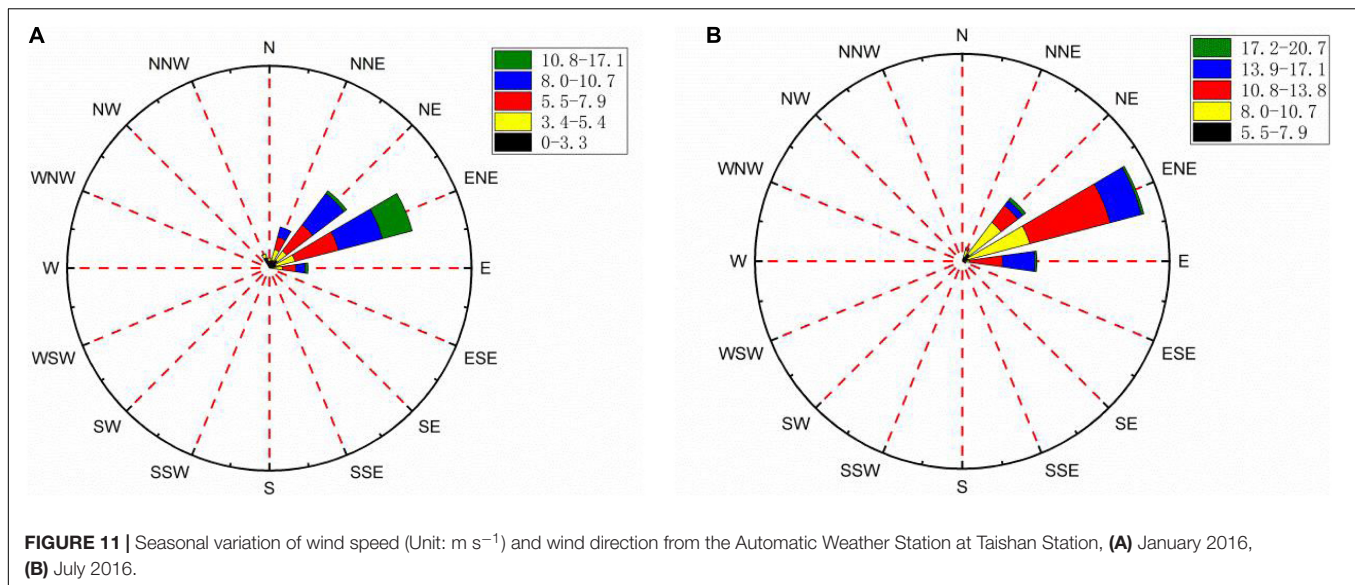 A
N
NNE
NE
ENE
E
ESE
SE
SSE
S
SSW
SW
WSW
W
WNW
NW
NNW
10.8-17.1
8.0-10.7
5.5-7.9
3.4-5.4
0-3.3
B
N
NNE
NE
ENE
E
ESE
SE
SSE
S
SSW
SW
WSW
W
WNW
NW
NNW
17.2-20.7
13.9-17.1
10.8-13.8
8.0-10.7
5.5-7.9
FIGURE 11 | Seasonal variation of wind speed (Unit: m s⁻¹) and wind direction from the Automatic Weather Station at Taishan Station, (A) January 2016,
(B) July 2016.